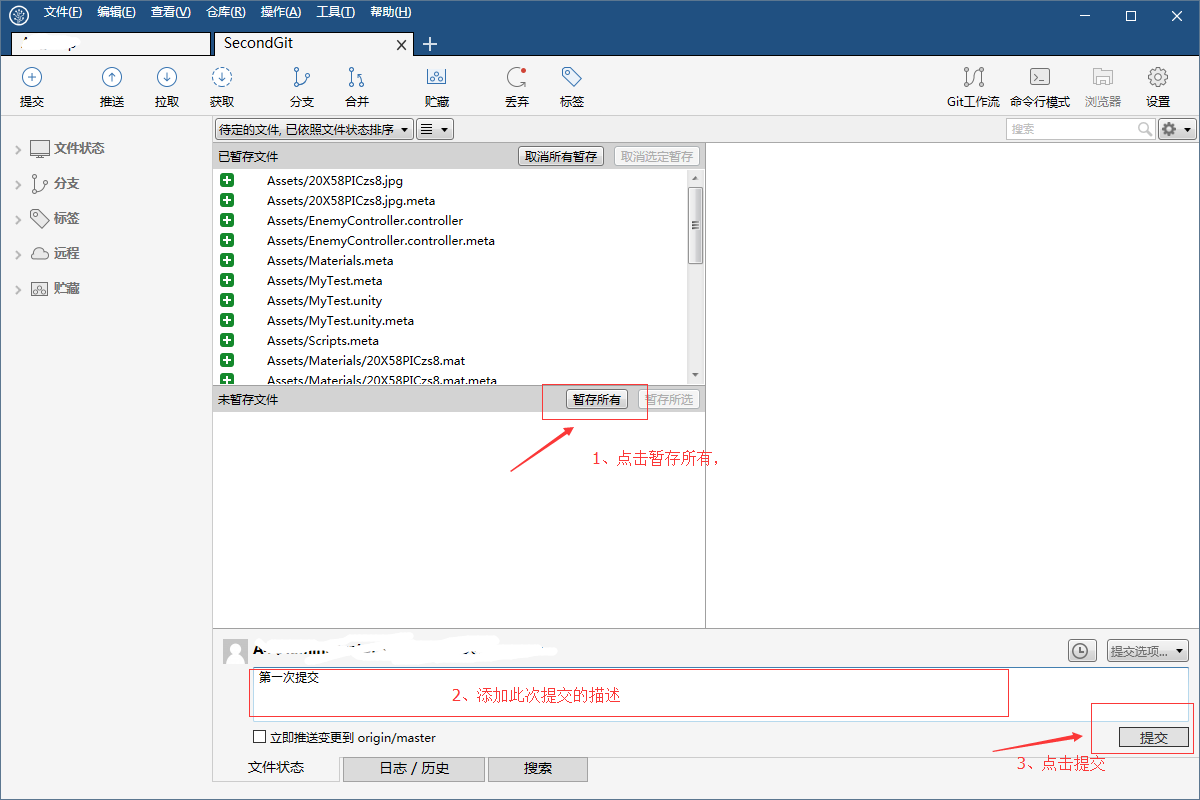 文件(F) 编辑(E) 查看(V) 仓库(R) 操作(A) 工具(T) 帮助(H)
SecondGit
提交 推送 拉取 获取 分支 合并 贮藏 丢弃 标签 Git工作流 命令行模式 浏览器 设置
待定的文件, 已依照文件状态排序 搜索
文件状态
分支
标签
远程
贮藏
已暂存文件 取消所有暂存 取消选定暂存
Assets/20X58PICzs8.jpg
Assets/20X58PICzs8.jpg.meta
Assets/EnemyController.controller
Assets/EnemyController.controller.meta
Assets/Materials.meta
Assets/MyTest.meta
Assets/MyTest.unity
Assets/MyTest.unity.meta
Assets/Scripts.meta
Assets/Materials/20X58PICzs8.mat
Assets/Materials/20X58PICzs8.mat.meta
未暂存文件 暂存所有 暂存所选
1、点击暂存所有，
提交选项...
第一次提交
2、添加此次提交的描述
立即推送变更到 origin/master
提交
3、点击提交
文件状态 日志 / 历史 搜索